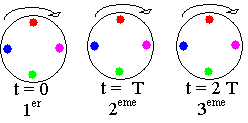 t = 0 t = T t = 2 T
1er 2eme 3eme